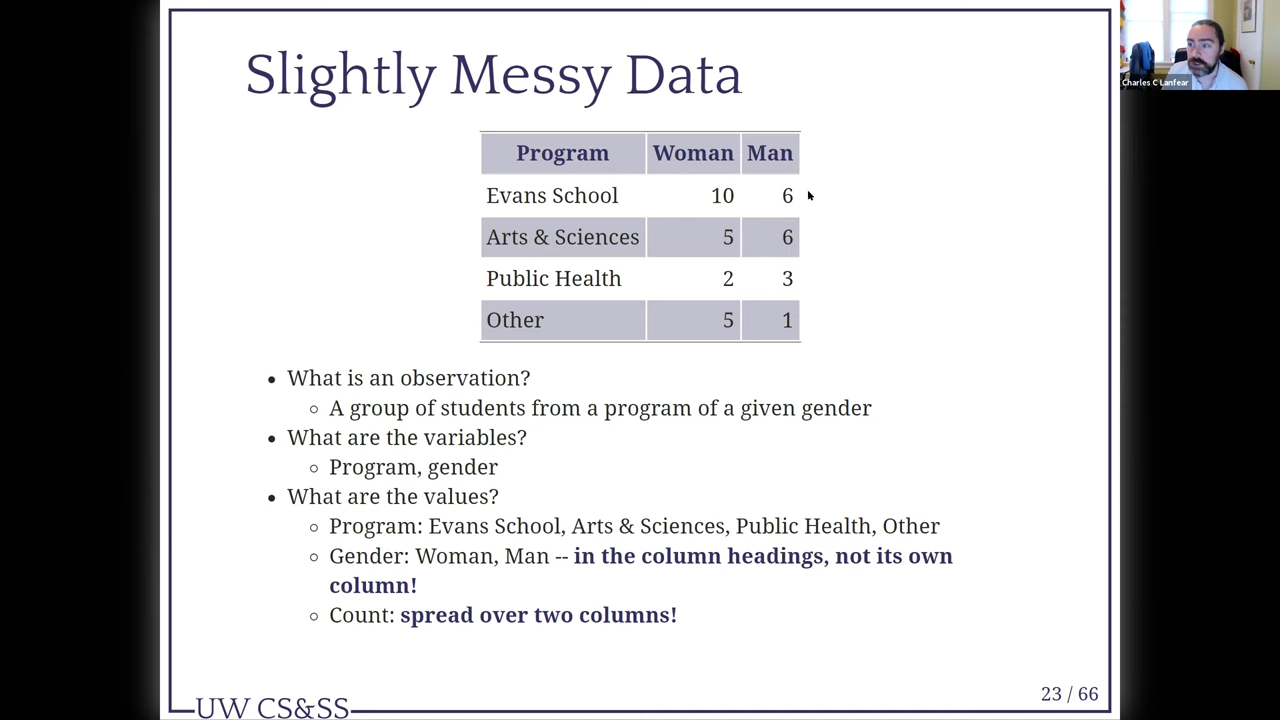 Slightly Messy Data
Charles C Lanfear
Program Woman Man
Evans School 10 6
Arts & Sciences 5 6
Public Health 2 3
Other 5 1
• What is an observation?
◦ A group of students from a program of a given gender
• What are the variables?
◦ Program, gender
• What are the values?
◦ Program: Evans School, Arts & Sciences, Public Health, Other
◦ Gender: Woman, Man -- in the column headings, not its own
column!
◦ Count: spread over two columns!
23 / 66
UW CS&SS